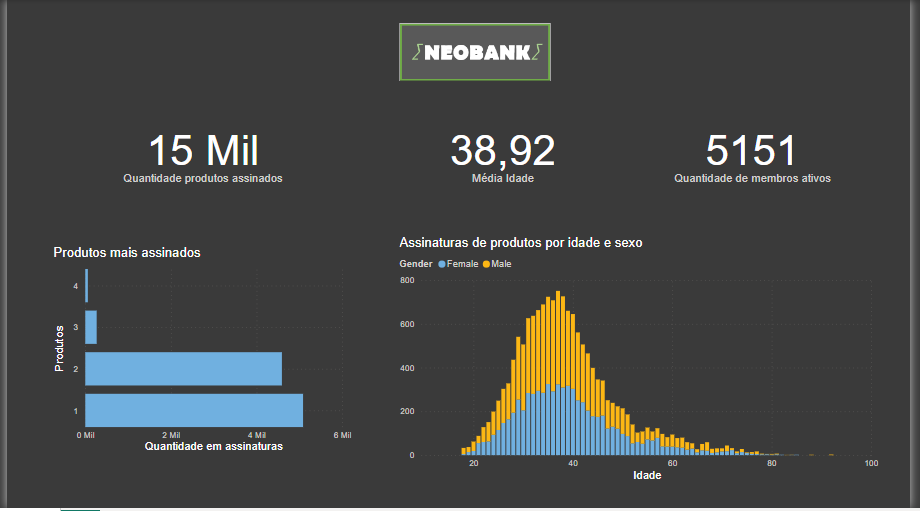 NEOBANK
15 Mil
Quantidade produtos assinados
38,92
Média Idade
5151
Quantidade de membros ativos
Produtos mais assinados
Produtos
4
3
2
1
0 Mil 2 Mil 4 Mil 6 Mil
Quantidade em assinaturas
Assinaturas de produtos por idade e sexo
Gender Female Male
800
600
400
200
0
20 40 60 80 100
Idade